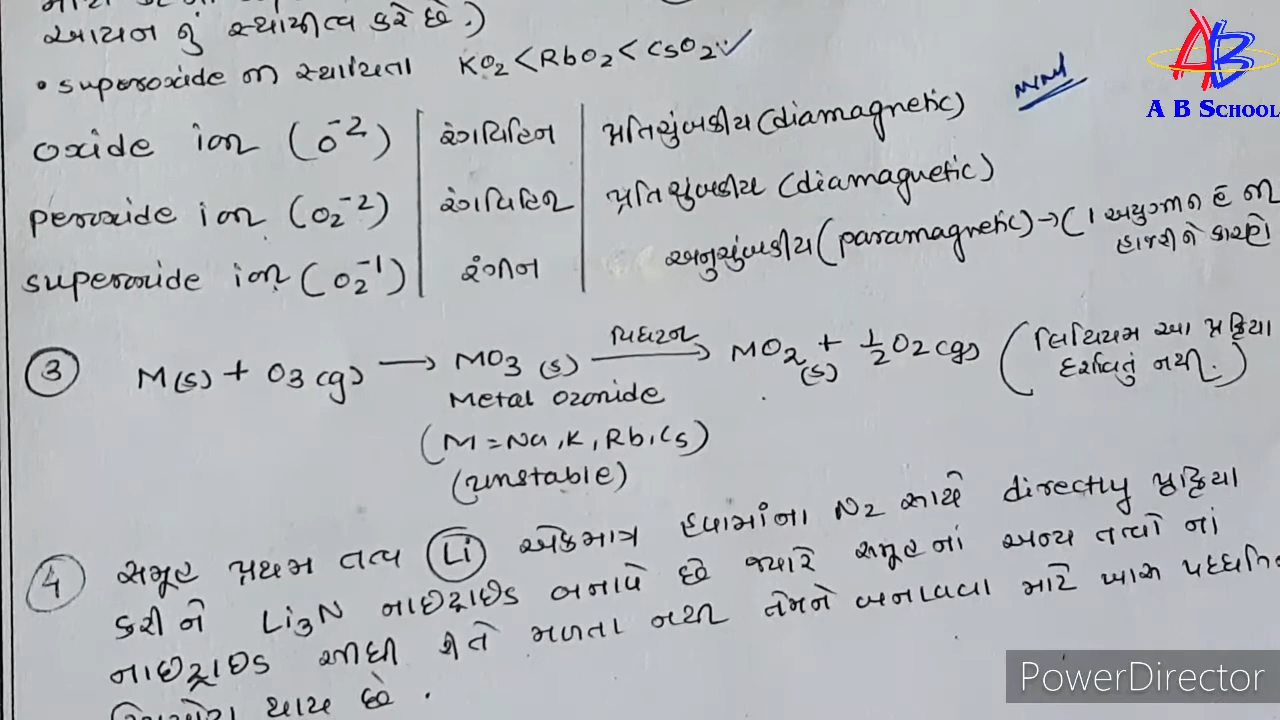 આયન નું સ્થાયીત્વ કરે છે.)
• superoxide ન સ્થાયિતા KO2 < RbO2 < CsO2
AB
A B SCHOOL
oxide ion (O^-2) રંગવિહિન પ્રતિચુંબકીય (diamagnetic)
peroxide ion (O2^-2) રંગવિહિન પ્રતિચુંબકીય (diamagnetic)
superoxide ion (O2^-1) રંગીન અનુચુંબકીય (paramagnetic) → (1 અયુગ્મન e ન
હાજરીને કારણે
③ M(s) + O3(g) → MO3(s) વિઘટન → MO2(s) + 1/2 O2(g) (લિથિયમ આ પ્રક્રિયા
દર્શાવતું નથી.)
Metal Ozonide
(M = Na, K, Rb, Cs)
(unstable)
④ સમૂહ પ્રથમ તત્વ Li એકમાત્ર હવામાંના N2 સાથે directly પ્રક્રિયા
કરીને Li3N નાઇટ્રાઇડ બનાવે છે જ્યારે સમૂહનાં અન્ય તત્વો નાં
નાઇટ્રાઇડ સીધી રીતે મળતા નથી તેમને બનાવવા માટે ખાસ પદ્ધતિ
થાય છે.
PowerDirector